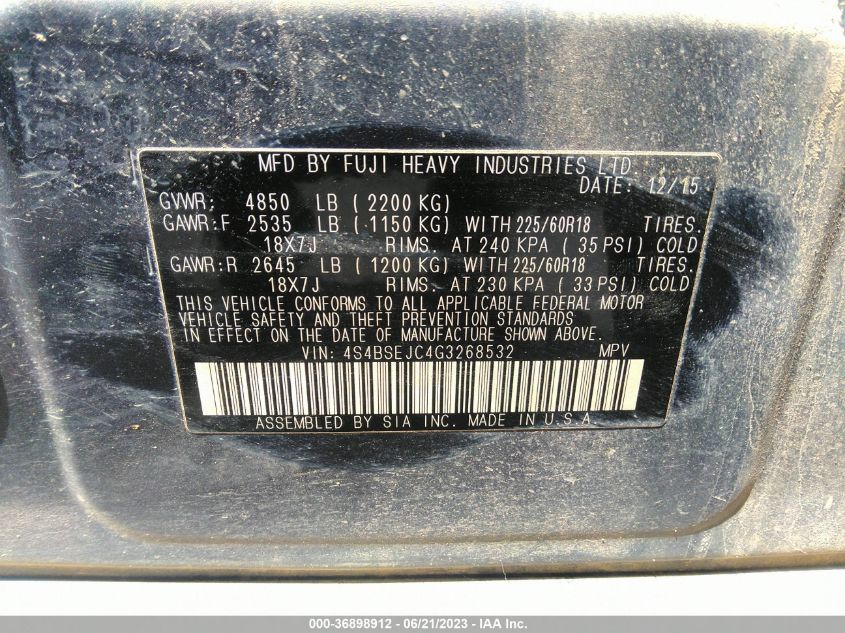 MFD BY FUJI HEAVY INDUSTRIES LTD.
DATE: 12/15
GVWR: 4850 LB ( 2200 KG)
GAWR:F 2535 LB ( 1150 KG) WITH 225/60R18 TIRES.
18X7J RIMS. AT 240 KPA ( 35 PSI) COLD
GAWR:R 2645 LB ( 1200 KG) WITH 225/60R18 TIRES.
18X7J RIMS. AT 230 KPA ( 33 PSI) COLD
THIS VEHICLE CONFORMS TO ALL APPLICABLE FEDERAL MOTOR
VEHICLE SAFETY AND THEFT PREVENTION STANDARDS
IN EFFECT ON THE DATE OF MANUFACTURE SHOWN ABOVE.
VIN: 4S4BSEJC4G3268532 MPV
ASSEMBLED BY SIA INC. MADE IN U.S.A.
000-36898912 - 06/21/2023 - IAA Inc.